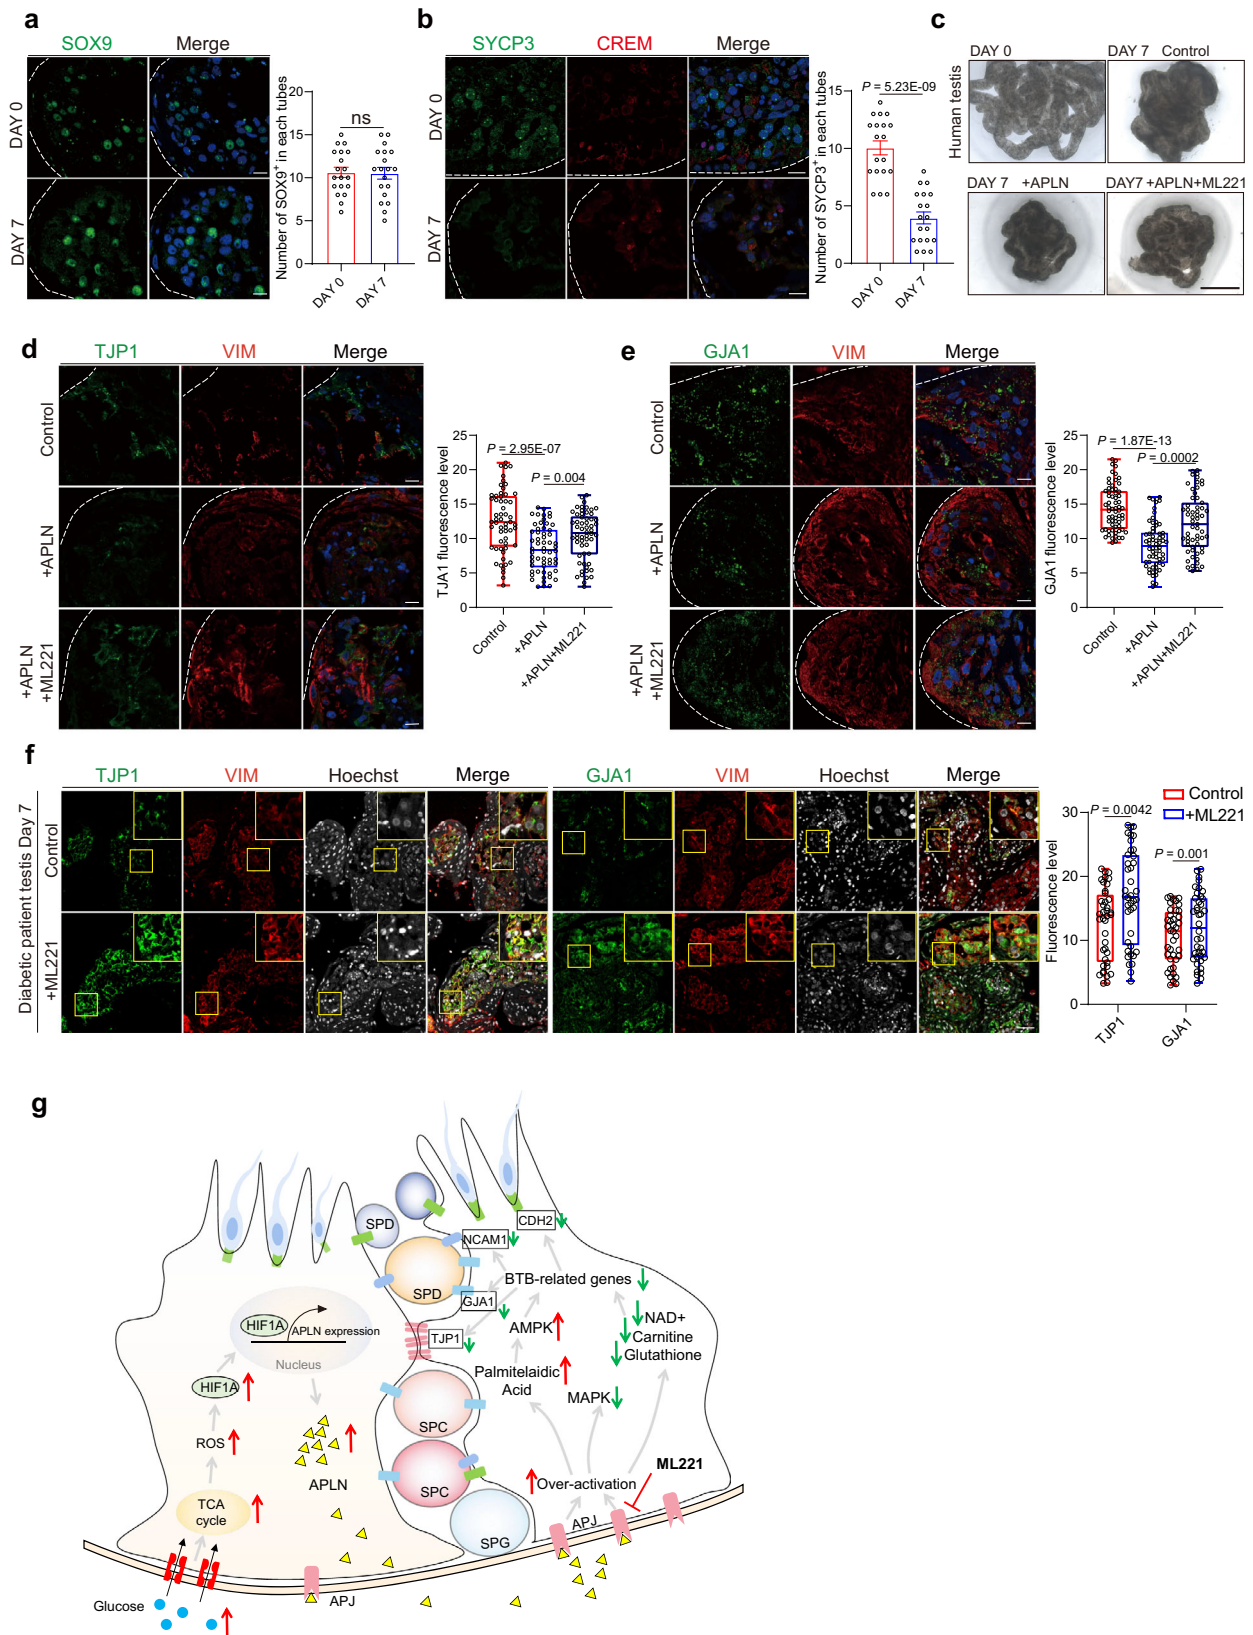 a
SOX9
Merge
DAY 0
DAY 7
Number of SOX9+ in each tubes
20
15
10
5
0
ns
DAY 0
DAY 7
b
SYCP3
CREM
Merge
DAY 0
DAY 7
Number of SYCP3+ in each tubes
15
10
5
0
P = 5.23E-09
DAY 0
DAY 7
c
Human testis
DAY 0
DAY 7 Control
DAY 7 +APLN
DAY7 +APLN+ML221
d
TJP1
VIM
Merge
Control
+APLN
+APLN
+ML221
TJA1 fluorescence level
25
20
15
10
5
0
P = 2.95E-07
P = 0.004
Control
+APLN
+APLN+ML221
e
GJA1
VIM
Merge
Control
+APLN
+APLN
+ML221
GJA1 fluorescence level
25
20
15
10
5
0
P = 1.87E-13
P = 0.0002
Control
+APLN
+APLN+ML221
f
TJP1
VIM
Hoechst
Merge
GJA1
VIM
Hoechst
Merge
Diabetic patient testis Day 7
Control
+ML221
Control
+ML221
Fluorescence level
30
20
10
0
P = 0.0042
P = 0.001
TJP1
GJA1
g
SPD
SPD
SPC
SPC
SPG
CDH2
NCAM1
BTB-related genes
GJA1
TJP1
AMPK
NAD+
Carnitine
Glutathione
Palmitelaidic
Acid
MAPK
Over-activation
ML221
APJ
HIF1A
APLN expression
Nucleus
HIF1A
ROS
APLN
TCA
cycle
Glucose
APJ